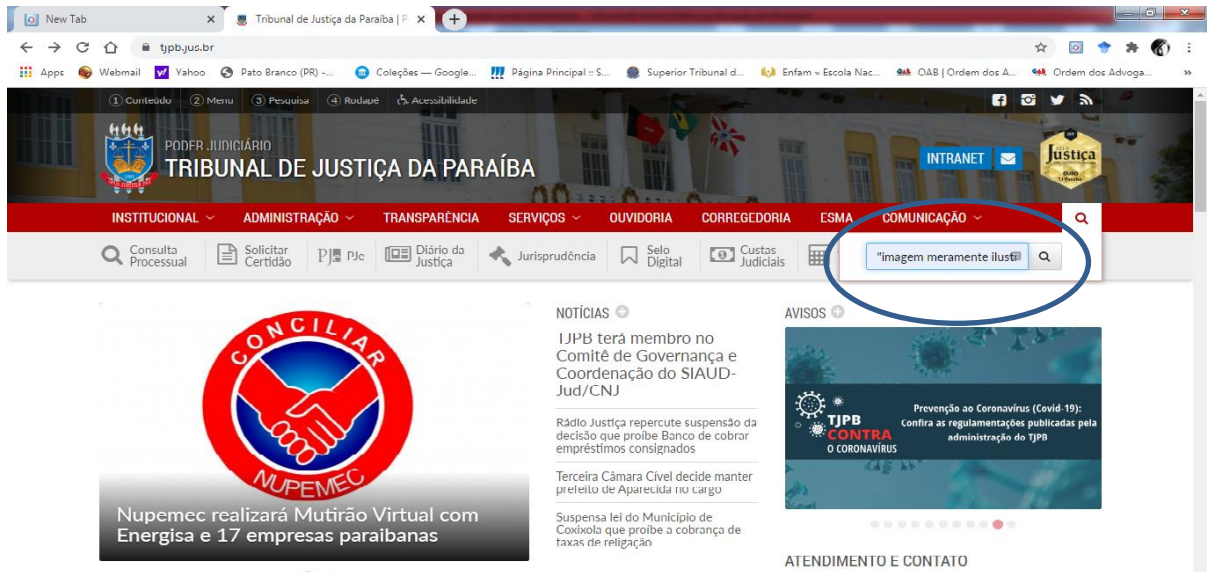 New Tab
Tribunal de Justiça da Paraíba | P
tjpb.jus.br
Apps Webmail Yahoo Pato Branco (PR) -... Coleções — Google... Página Principal :: S... Superior Tribunal d... Enfam « Escola Nac... OAB | Ordem dos A... Ordem dos Advoga... »
1 Conteúdo 2 Menu 3 Pesquisa 4 Rodapé Acessibilidade
PODER JUDICIÁRIO
TRIBUNAL DE JUSTIÇA DA PARAÍBA
INTRANET
Justiça
OURO
INSTITUCIONAL ADMINISTRAÇÃO TRANSPARÊNCIA SERVIÇOS OUVIDORIA CORREGEDORIA ESMA COMUNICAÇÃO
Consulta Processual
Solicitar Certidão
PJe PJe
Diário da Justiça
Jurisprudência
Selo Digital
Custas Judiciais
"imagem meramente ilust
CONCILIAR
NUPEMEC
Nupemec realizará Mutirão Virtual com
Energisa e 17 empresas paraibanas
NOTÍCIAS
TJPB terá membro no
Comitê de Governança e
Coordenação do SIAUD-
Jud/CNJ
Rádio Justiça repercute suspensão da
decisão que proíbe Banco de cobrar
empréstimos consignados
Terceira Câmara Cível decide manter
prefeito de Aparecida no cargo
Suspensa lei do Município de
Coxixola que proíbe a cobrança de
taxas de religação
AVISOS
TJPB
CONTRA
O CORONAVÍRUS
Prevenção ao Coronavírus (Covid-19):
Confira as regulamentações publicadas pela
administração do TJPB
ATENDIMENTO E CONTATO